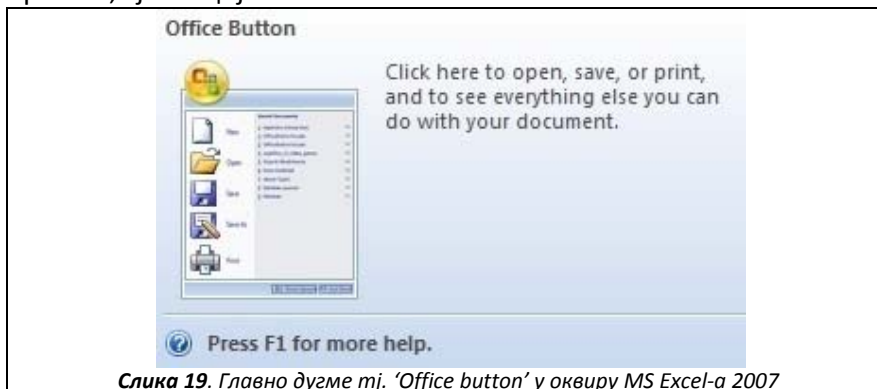 Office Button
Click here to open, save, or print,
and to see everything else you can
do with your document.
New
Open
Save
Save As
Print
Press F1 for more help.
Слика 19. Главно дугме тј. ‘Office button’ у оквиру MS Excel-а 2007